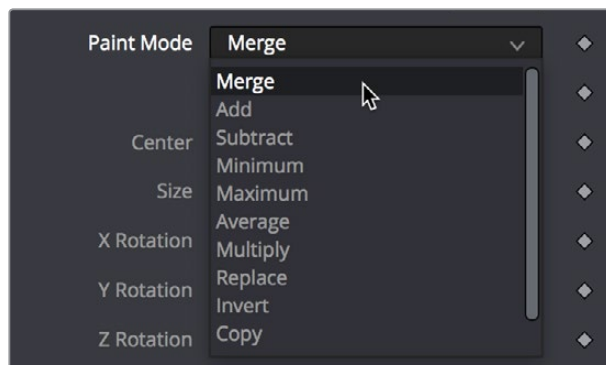 Paint Mode Merge
Merge
Add
Center Subtract
Minimum
Size Maximum
Average
X Rotation Multiply
Replace
Y Rotation Invert
Z Rotation Copy